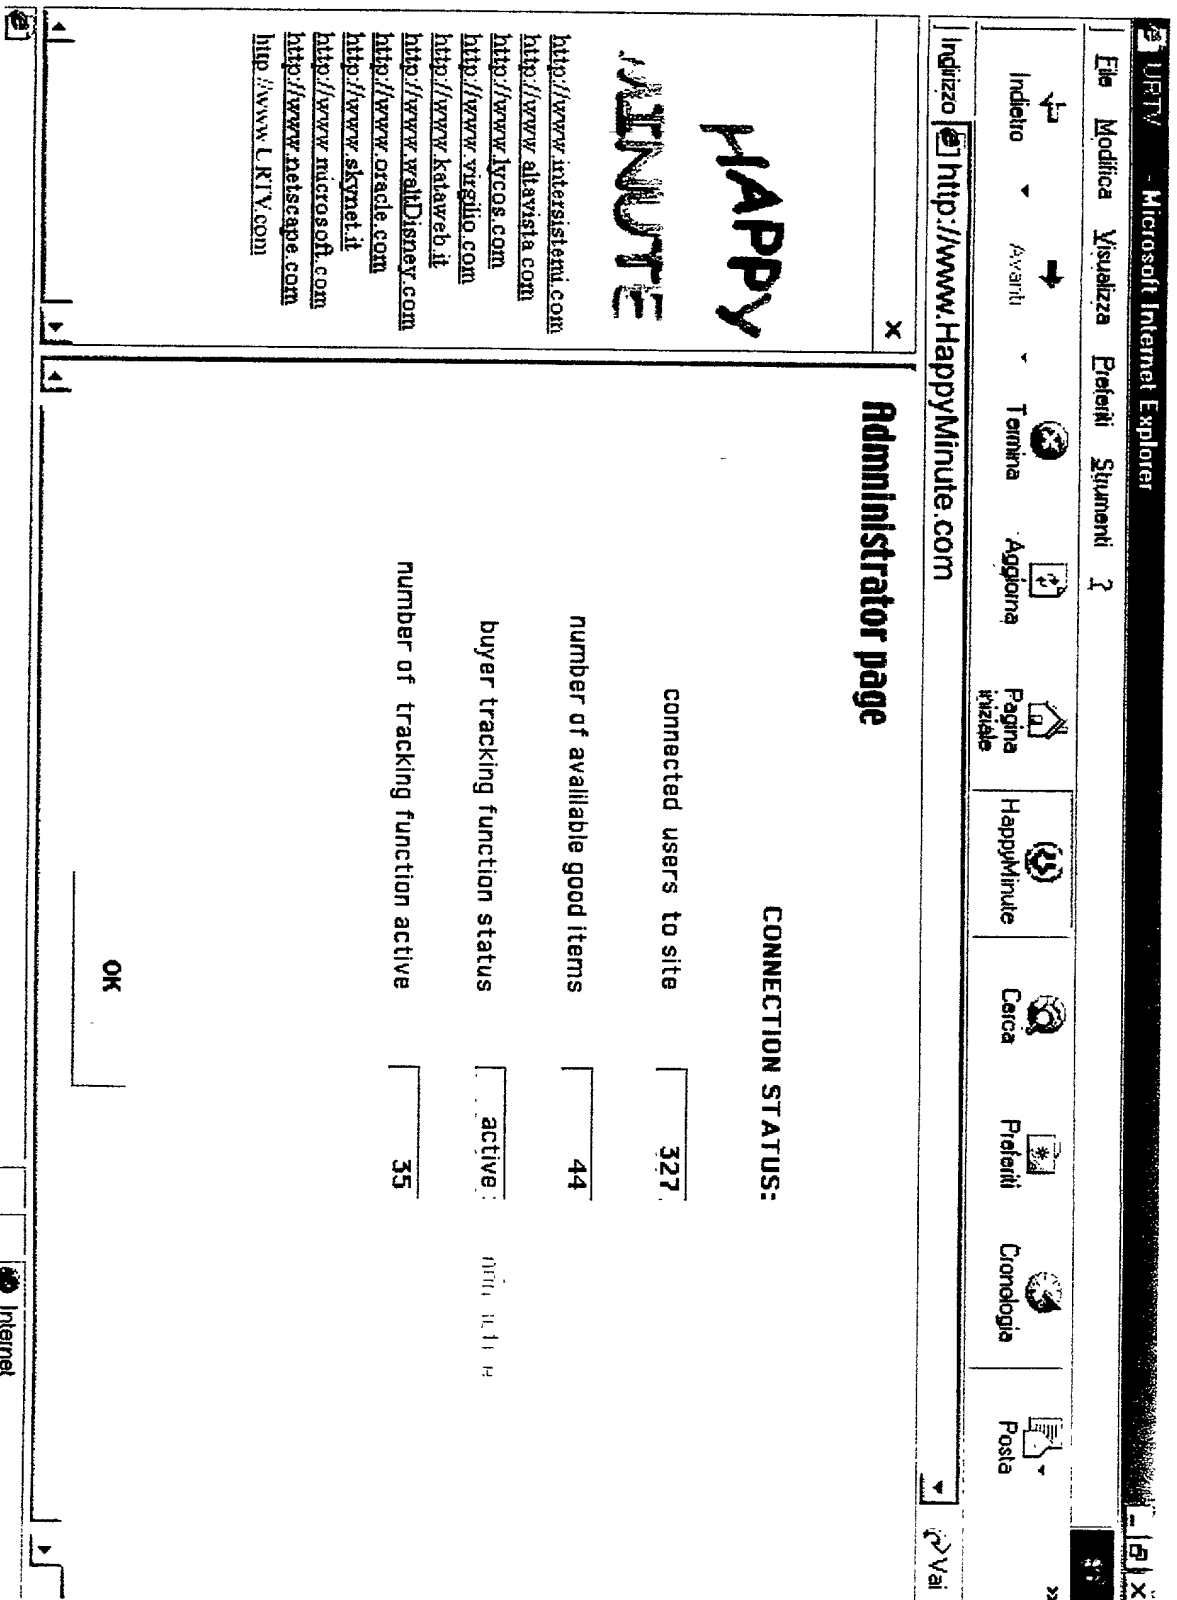 URTV - Microsoft Internet Explorer
File Modifica Visualizza Preferiti Strumenti ?
Indietro Avanti Termina Aggiorna Pagina iniziale HappyMinute Cerca Preferiti Cronologia Posta »
Indirizzo http://www.HappyMinute.com Vai
X
HAPPY
MINUTE
http://www.intersistemi.com
http://www.altavista.com
http://www.lycos.com
http://www.virgilio.com
http://www.kataweb.it
http://www.waltDisney.com
http://www.oracle.com
http://www.skynet.it
http://www.microsoft.com
http://www.netscape.com
http://www.URTV.com
Admninistrator page
CONNECTION STATUS:
connected users to site 327
number of avalilable good items 44
buyer tracking function status active
number of tracking function active 35
OK
Internet